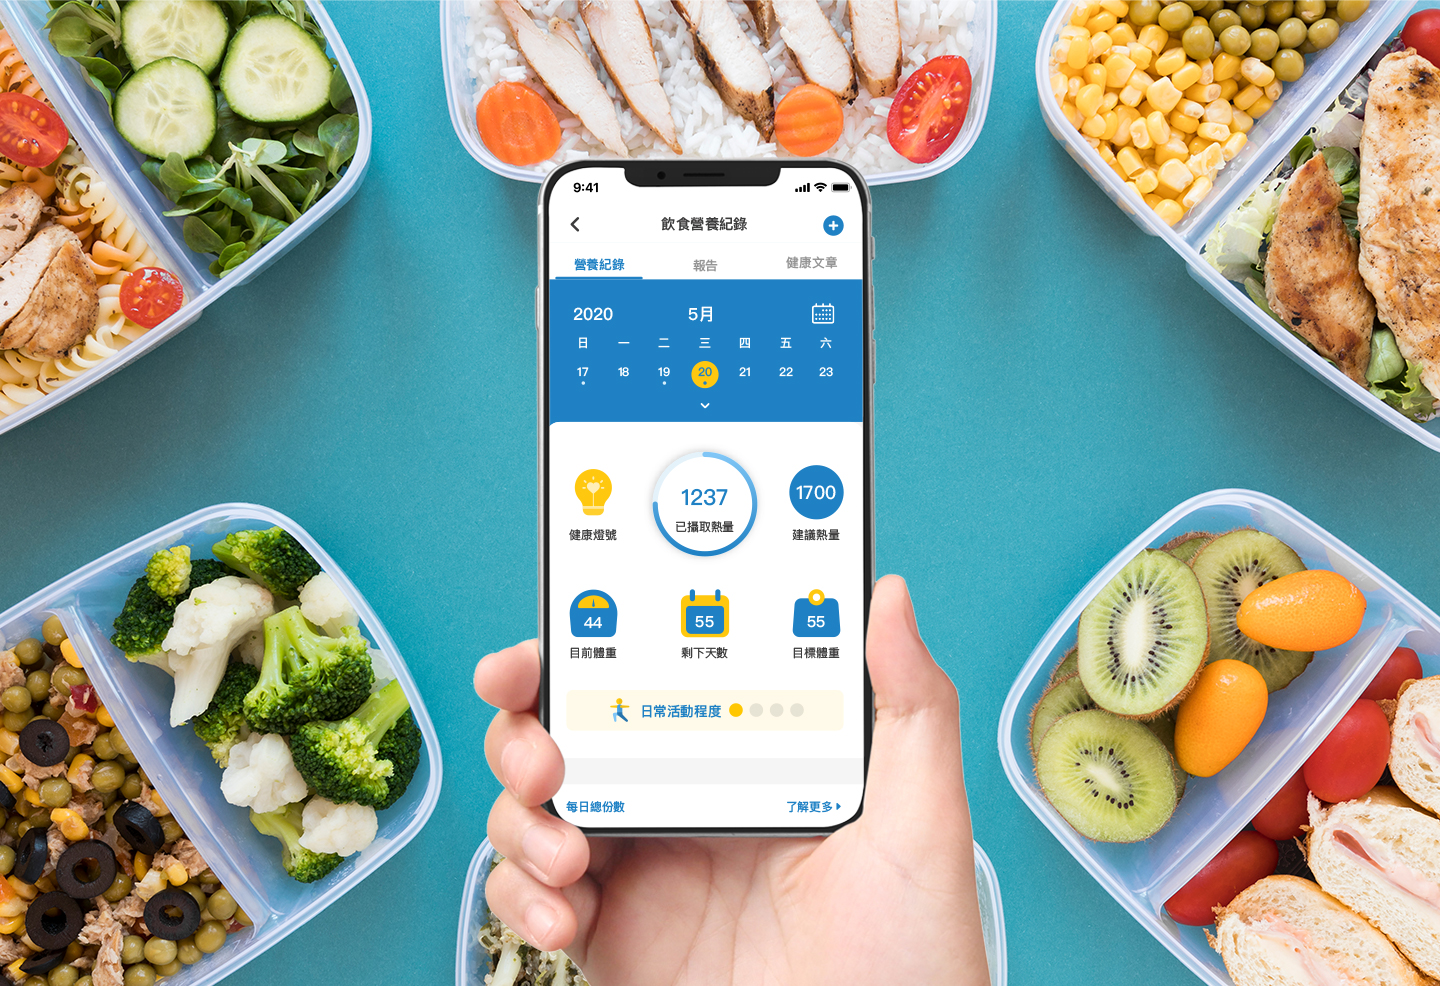 9:41
飲食營養紀錄
營養紀錄 報告 健康文章
2020 5月
日 一 二 三 四 五 六
17 18 19 20 21 22 23
1237
已攝取熱量
健康燈號
1700
建議熱量
44
目前體重
55
剩下天數
55
目標體重
日常活動程度
每日總份數 了解更多